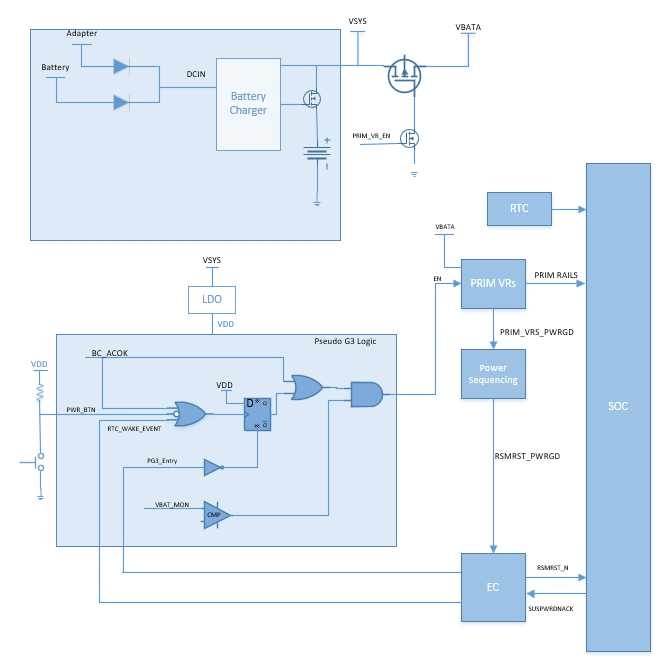 Adapter
Battery
DCIN
Battery
Charger
VSYS
VBATA
PRIM_VR_EN
RTC
VBATA
EN
PRIM VRs
PRIM RAILS
PRIM_VRS_PWRGD
Power
Sequencing
SOC
RSMRST_PWRGD
VSYS
LDO
VDD
Pseudo G3 Logic
BC_ACOK
VDD
VDD
D
PWR_BTN
RTC_WAKE_EVENT
PG3_Entry
VBAT_MON
CMP
EC
RSMRST_N
SUSPWRDNACK